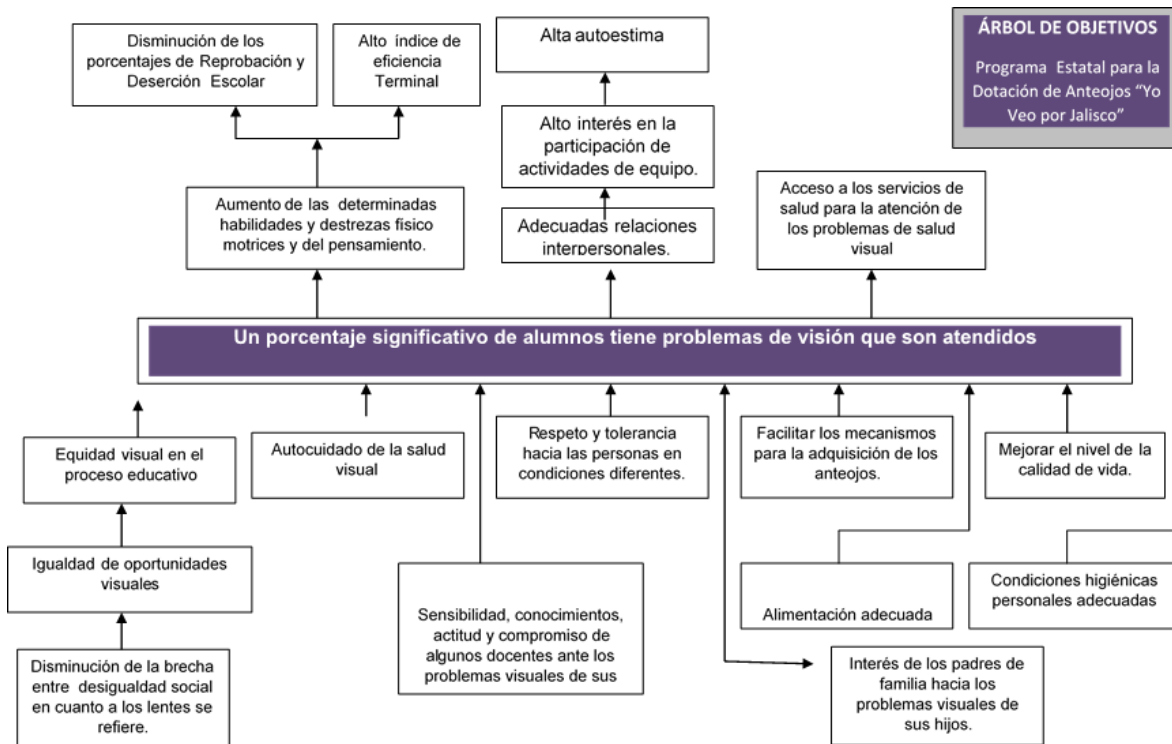 Disminución de los
porcentajes de Reprobación y
Deserción Escolar
Alto índice de
eficiencia
Terminal
Alta autoestima
ÁRBOL DE OBJETIVOS
Programa Estatal para la
Dotación de Anteojos “Yo
Veo por Jalisco”
Alto interés en la
participación de
actividades de equipo.
Aumento de las determinadas
habilidades y destrezas físico
motrices y del pensamiento.
Adecuadas relaciones
interpersonales.
Acceso a los servicios de
salud para la atención de
los problemas de salud
visual
Un porcentaje significativo de alumnos tiene problemas de visión que son atendidos
Equidad visual en el
proceso educativo
Autocuidado de la salud
visual
Respeto y tolerancia
hacia las personas en
condiciones diferentes.
Facilitar los mecanismos
para la adquisición de los
anteojos.
Mejorar el nivel de la
calidad de vida.
Igualdad de oportunidades
visuales
Sensibilidad, conocimientos,
actitud y compromiso de
algunos docentes ante los
problemas visuales de sus
Alimentación adecuada
Condiciones higiénicas
personales adecuadas
Disminución de la brecha
entre desigualdad social
en cuanto a los lentes se
refiere.
Interés de los padres de
familia hacia los
problemas visuales de
sus hijos.